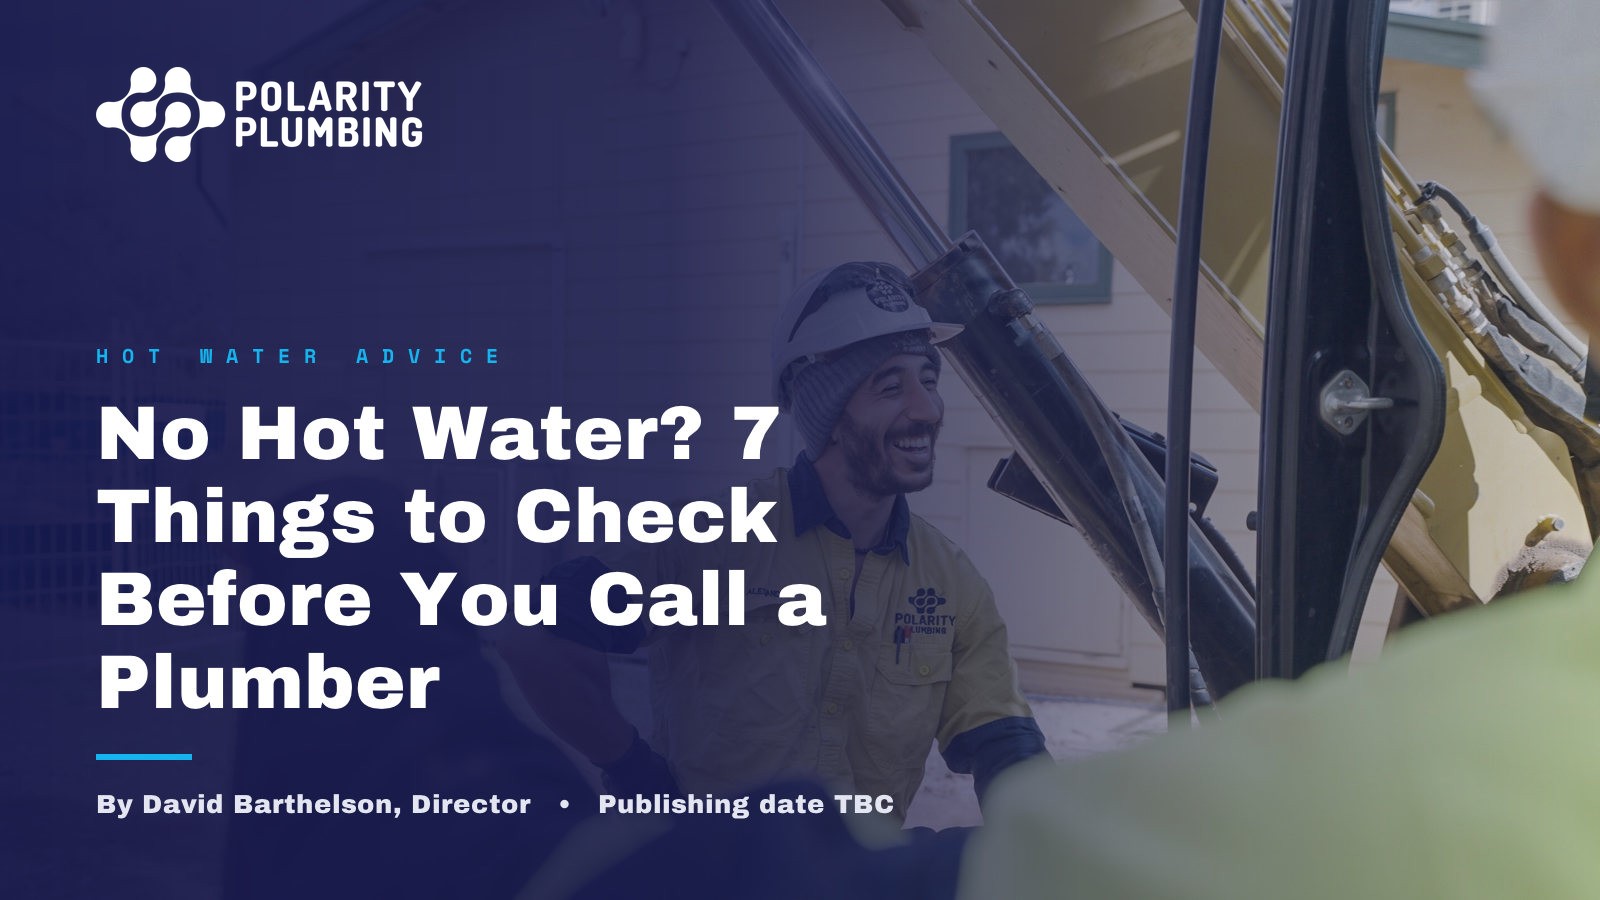 POLARITY
PLUMBING
HOT WATER ADVICE
No Hot Water? 7
Things to Check
Before You Call a
Plumber
By David Barthelson, Director • Publishing date TBC
POLARITY
PLUMBING